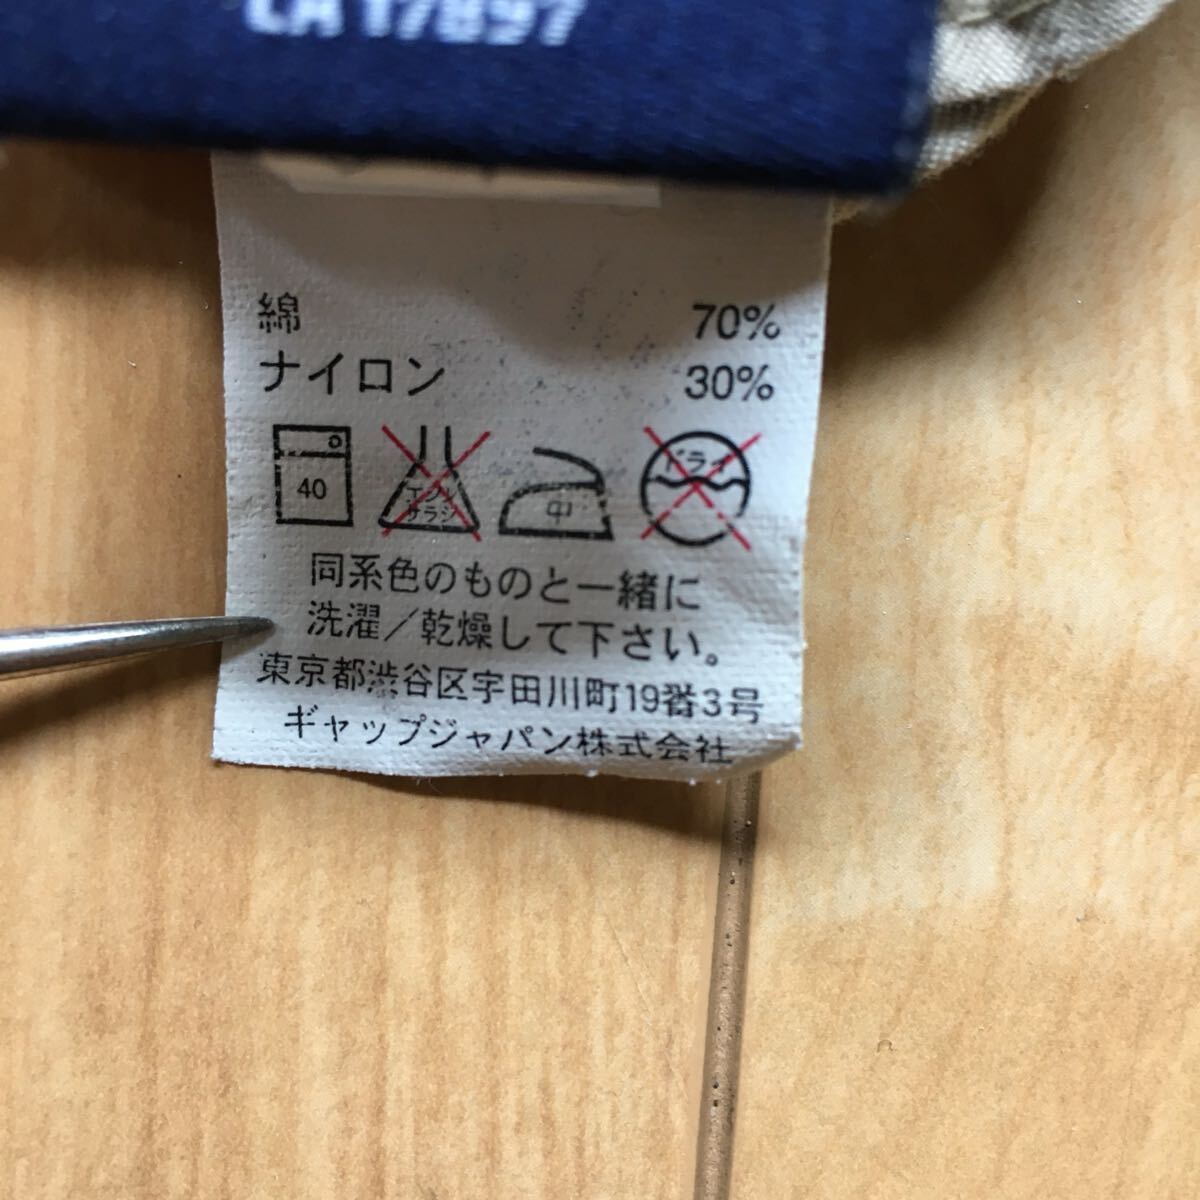 CA 17897
綿 70%
ナイロン 30%
40 エンソ サラシ 中 ドライ
同系色のものと一緒に
洗濯/乾燥して下さい。
東京都渋谷区宇田川町19番3号
ギャップジャパン株式会社